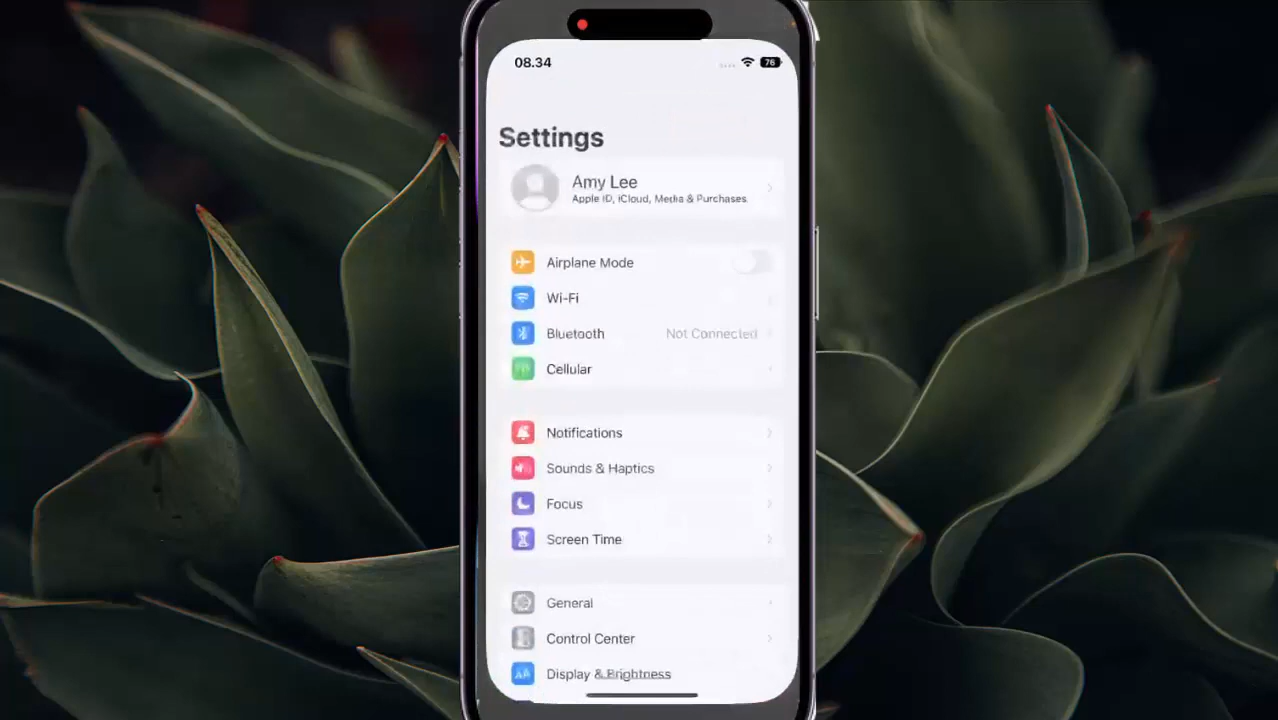 08.34
76
Settings
Amy Lee
Apple ID, iCloud, Media & Purchases
Airplane Mode
Wi-Fi
Bluetooth Not Connected
Cellular
Notifications
Sounds & Haptics
Focus
Screen Time
General
Control Center
AA Display & Brightness